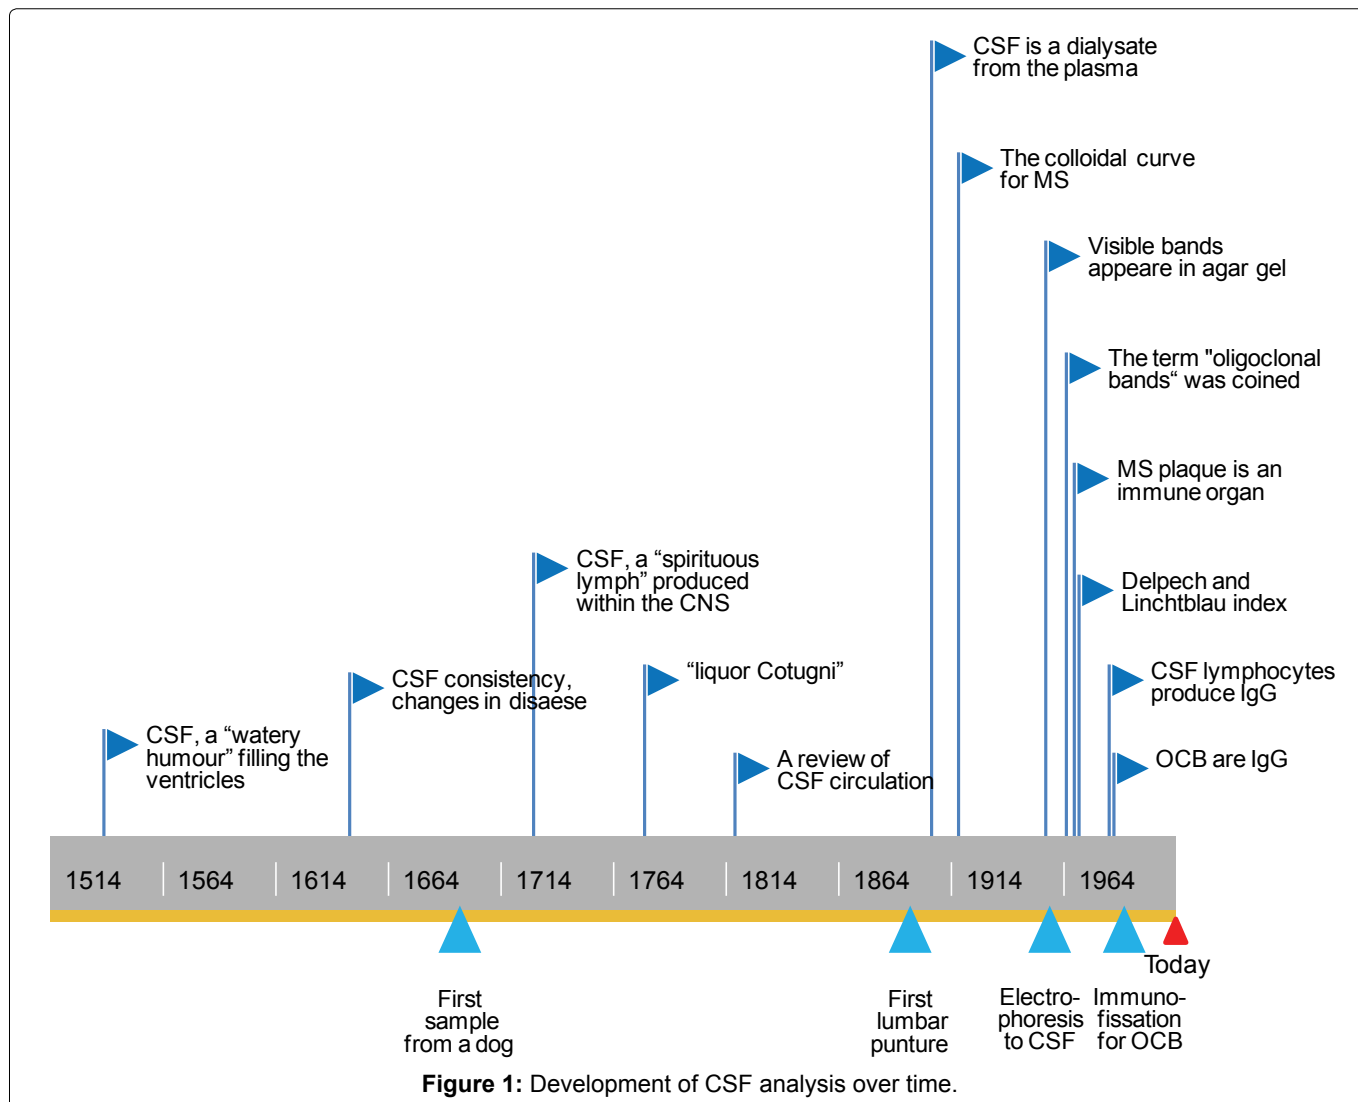 CSF is a dialysate
from the plasma
The colloidal curve
for MS
Visible bands
appeare in agar gel
The term "oligoclonal
bands“ was coined
MS plaque is an
immune organ
CSF, a “spirituous
lymph” produced
within the CNS
Delpech and
Linchtblau index
CSF consistency,
changes in disaese
“liquor Cotugni”
CSF lymphocytes
produce IgG
CSF, a “watery
humour” filling the
ventricles
A review of
CSF circulation
OCB are IgG
1514 1564 1614 1664 1714 1764 1814 1864 1914 1964
Today
First
sample
from a dog
First
lumbar
punture
Electro-
phoresis
to CSF
Immuno-
fissation
for OCB
Figure 1: Development of CSF analysis over time.